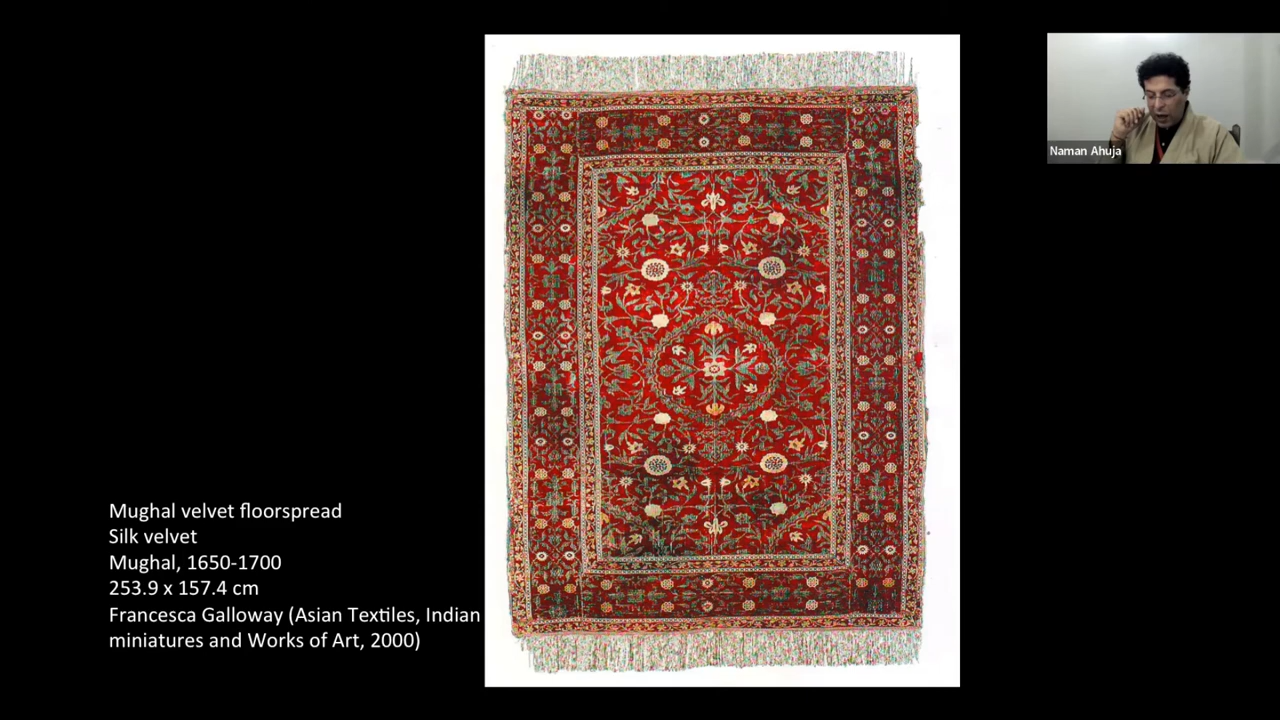 Mughal velvet floorspread
Silk velvet
Mughal, 1650-1700
253.9 x 157.4 cm
Francesca Galloway (Asian Textiles, Indian
miniatures and Works of Art, 2000)
Naman Ahuja